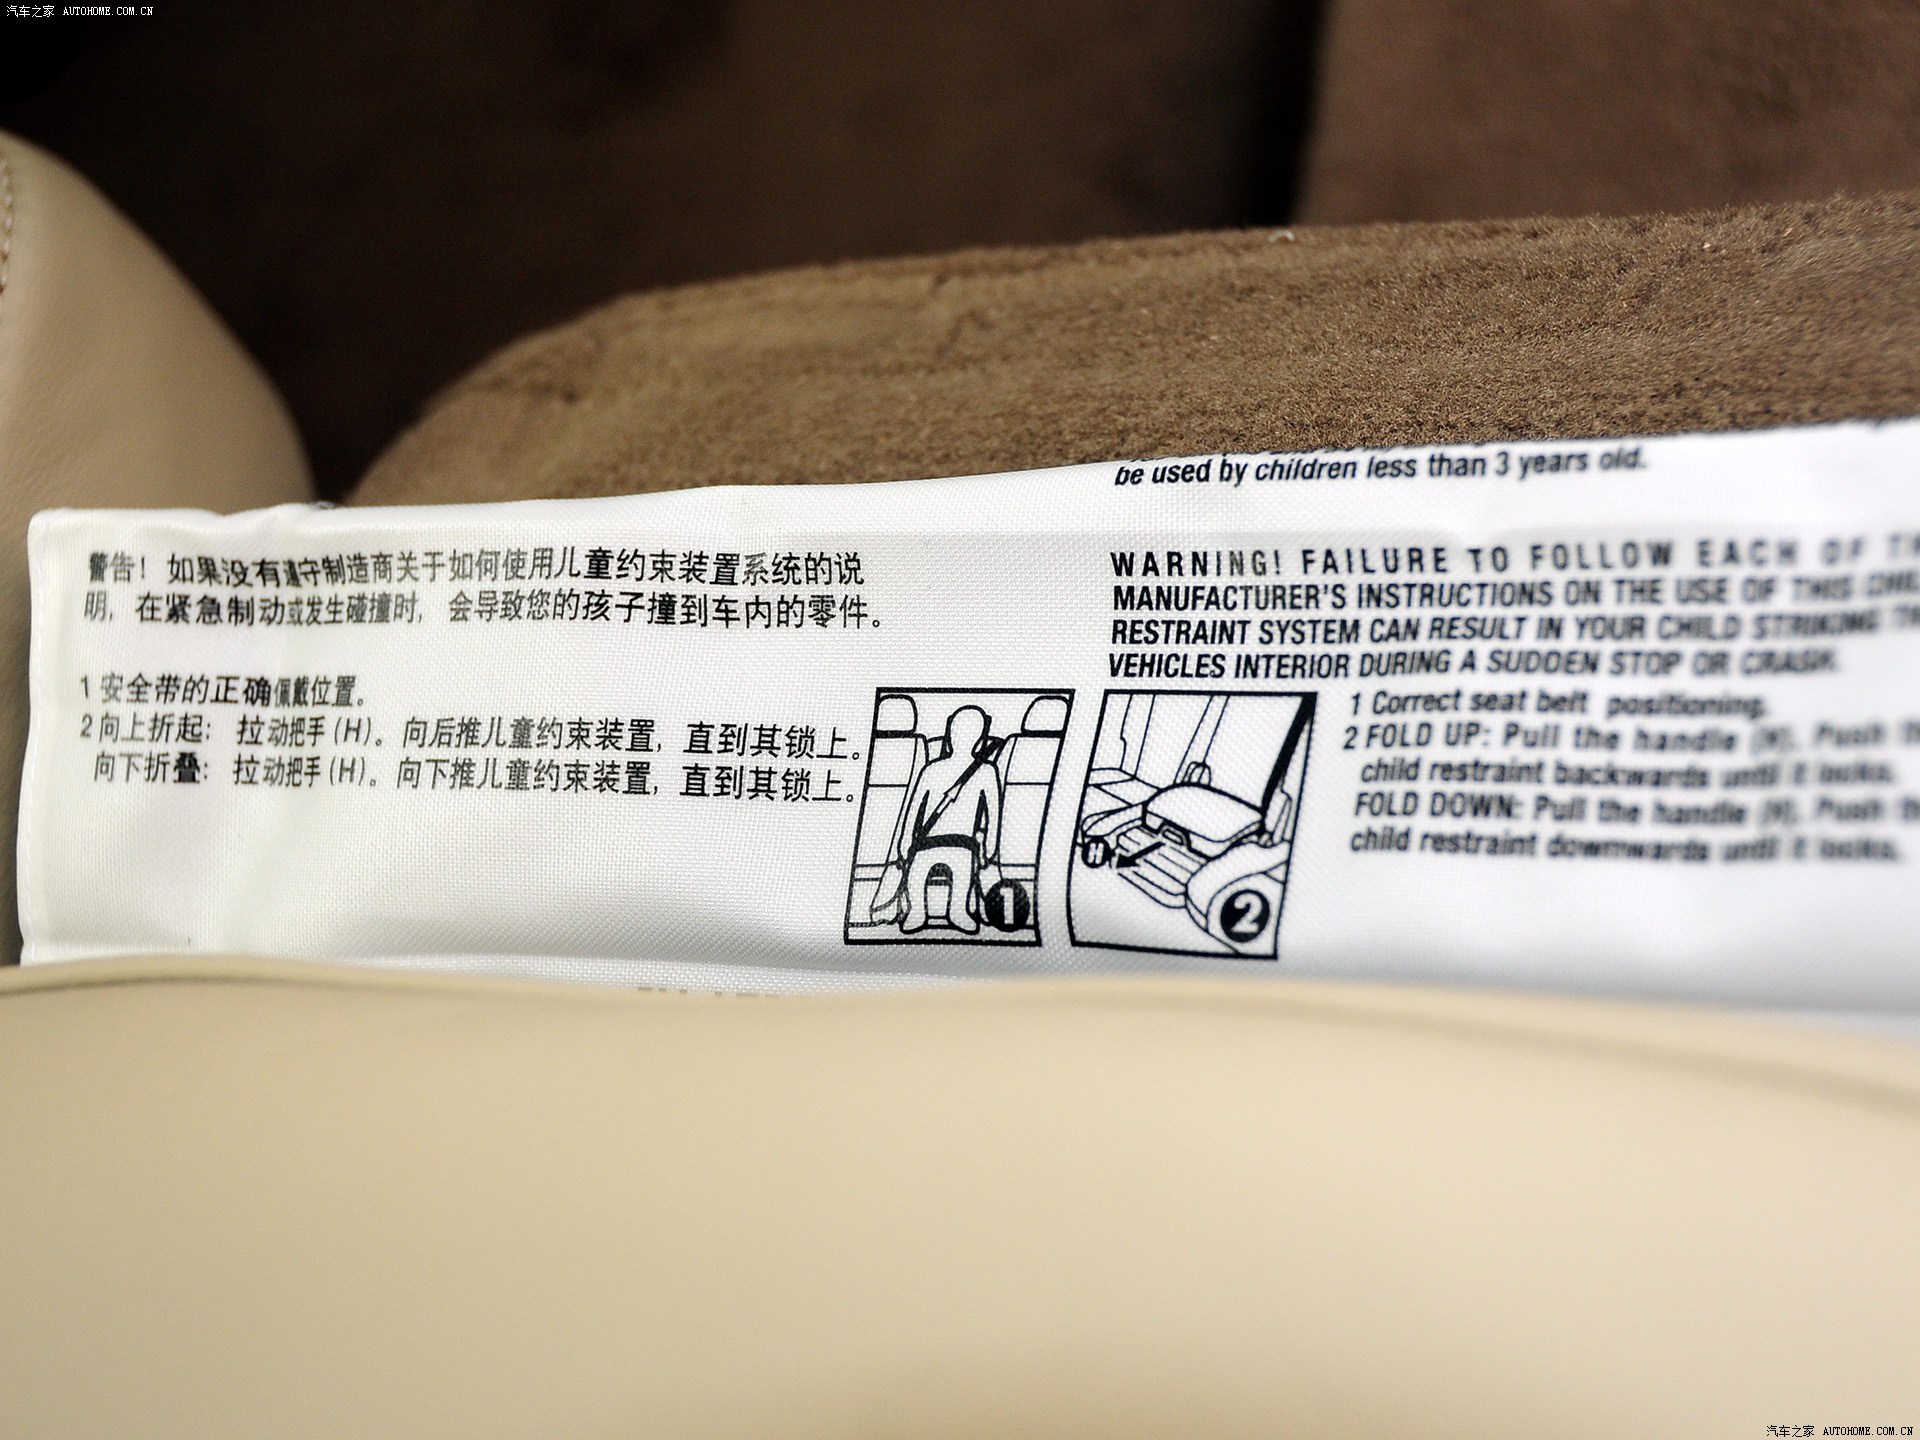 汽车之家 AUTOHOME.COM.CN
警告！如果没有遵守制造商关于如何使用儿童约束装置系统的说
明，在紧急制动或发生碰撞时，会导致您的孩子撞到车内的零件。
1 安全带的正确佩戴位置。
2 向上折起：拉动把手(H)。向后推儿童约束装置，直到其锁上。
向下折叠：拉动把手(H)。向下推儿童约束装置，直到其锁上。
1
H
2
be used by children less than 3 years old.
WARNING! FAILURE TO FOLLOW EACH OF
MANUFACTURER'S INSTRUCTIONS ON THE USE OF THIS
RESTRAINT SYSTEM CAN RESULT IN YOUR CHILD STRIKING
VEHICLES INTERIOR DURING A SUDDEN STOP OR CRASH.
1 Correct seat belt positioning.
2 FOLD UP: Pull the handle (H). Push
child restraint backwards until it locks.
FOLD DOWN: Pull the handle (H). Push
child restraint downwards until it locks.
汽车之家 AUTOHOME.COM.CN